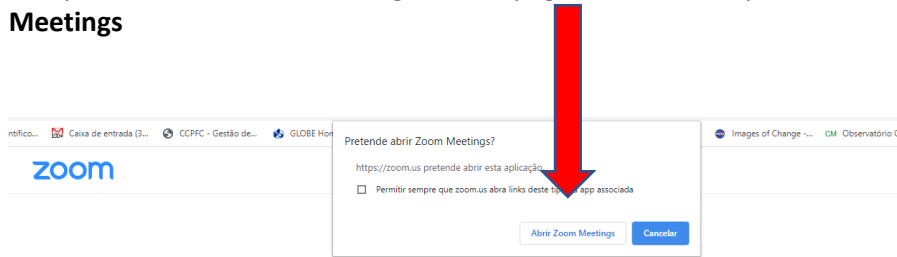 Meetings
ntífico... Caixa de entrada (3... CCPFC - Gestão de... GLOBE Hon Images of Change -... CM Observatório
zoom
Pretende abrir Zoom Meetings?
https://zoom.us pretende abrir esta aplicação
Permitir sempre que zoom.us abra links deste app associada
Abrir Zoom Meetings Cancelar